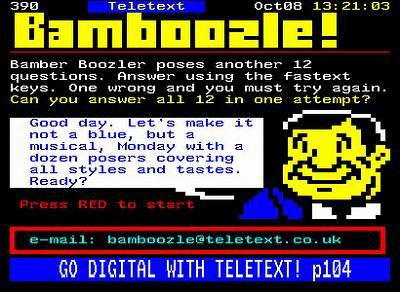 390 Teletext Oct08 13:21:03
Bamboozle!
Bamber Boozler poses another 12
questions. Answer using the fastext
keys. One wrong and you must try again.
Can you answer all 12 in one attempt?
Good day. Let's make it
not a blue, but a
musical, Monday with a
dozen posers covering
all styles and tastes.
Ready?
Press RED to start
e-mail: bamboozle@teletext.co.uk
GO DIGITAL WITH TELETEXT! p104